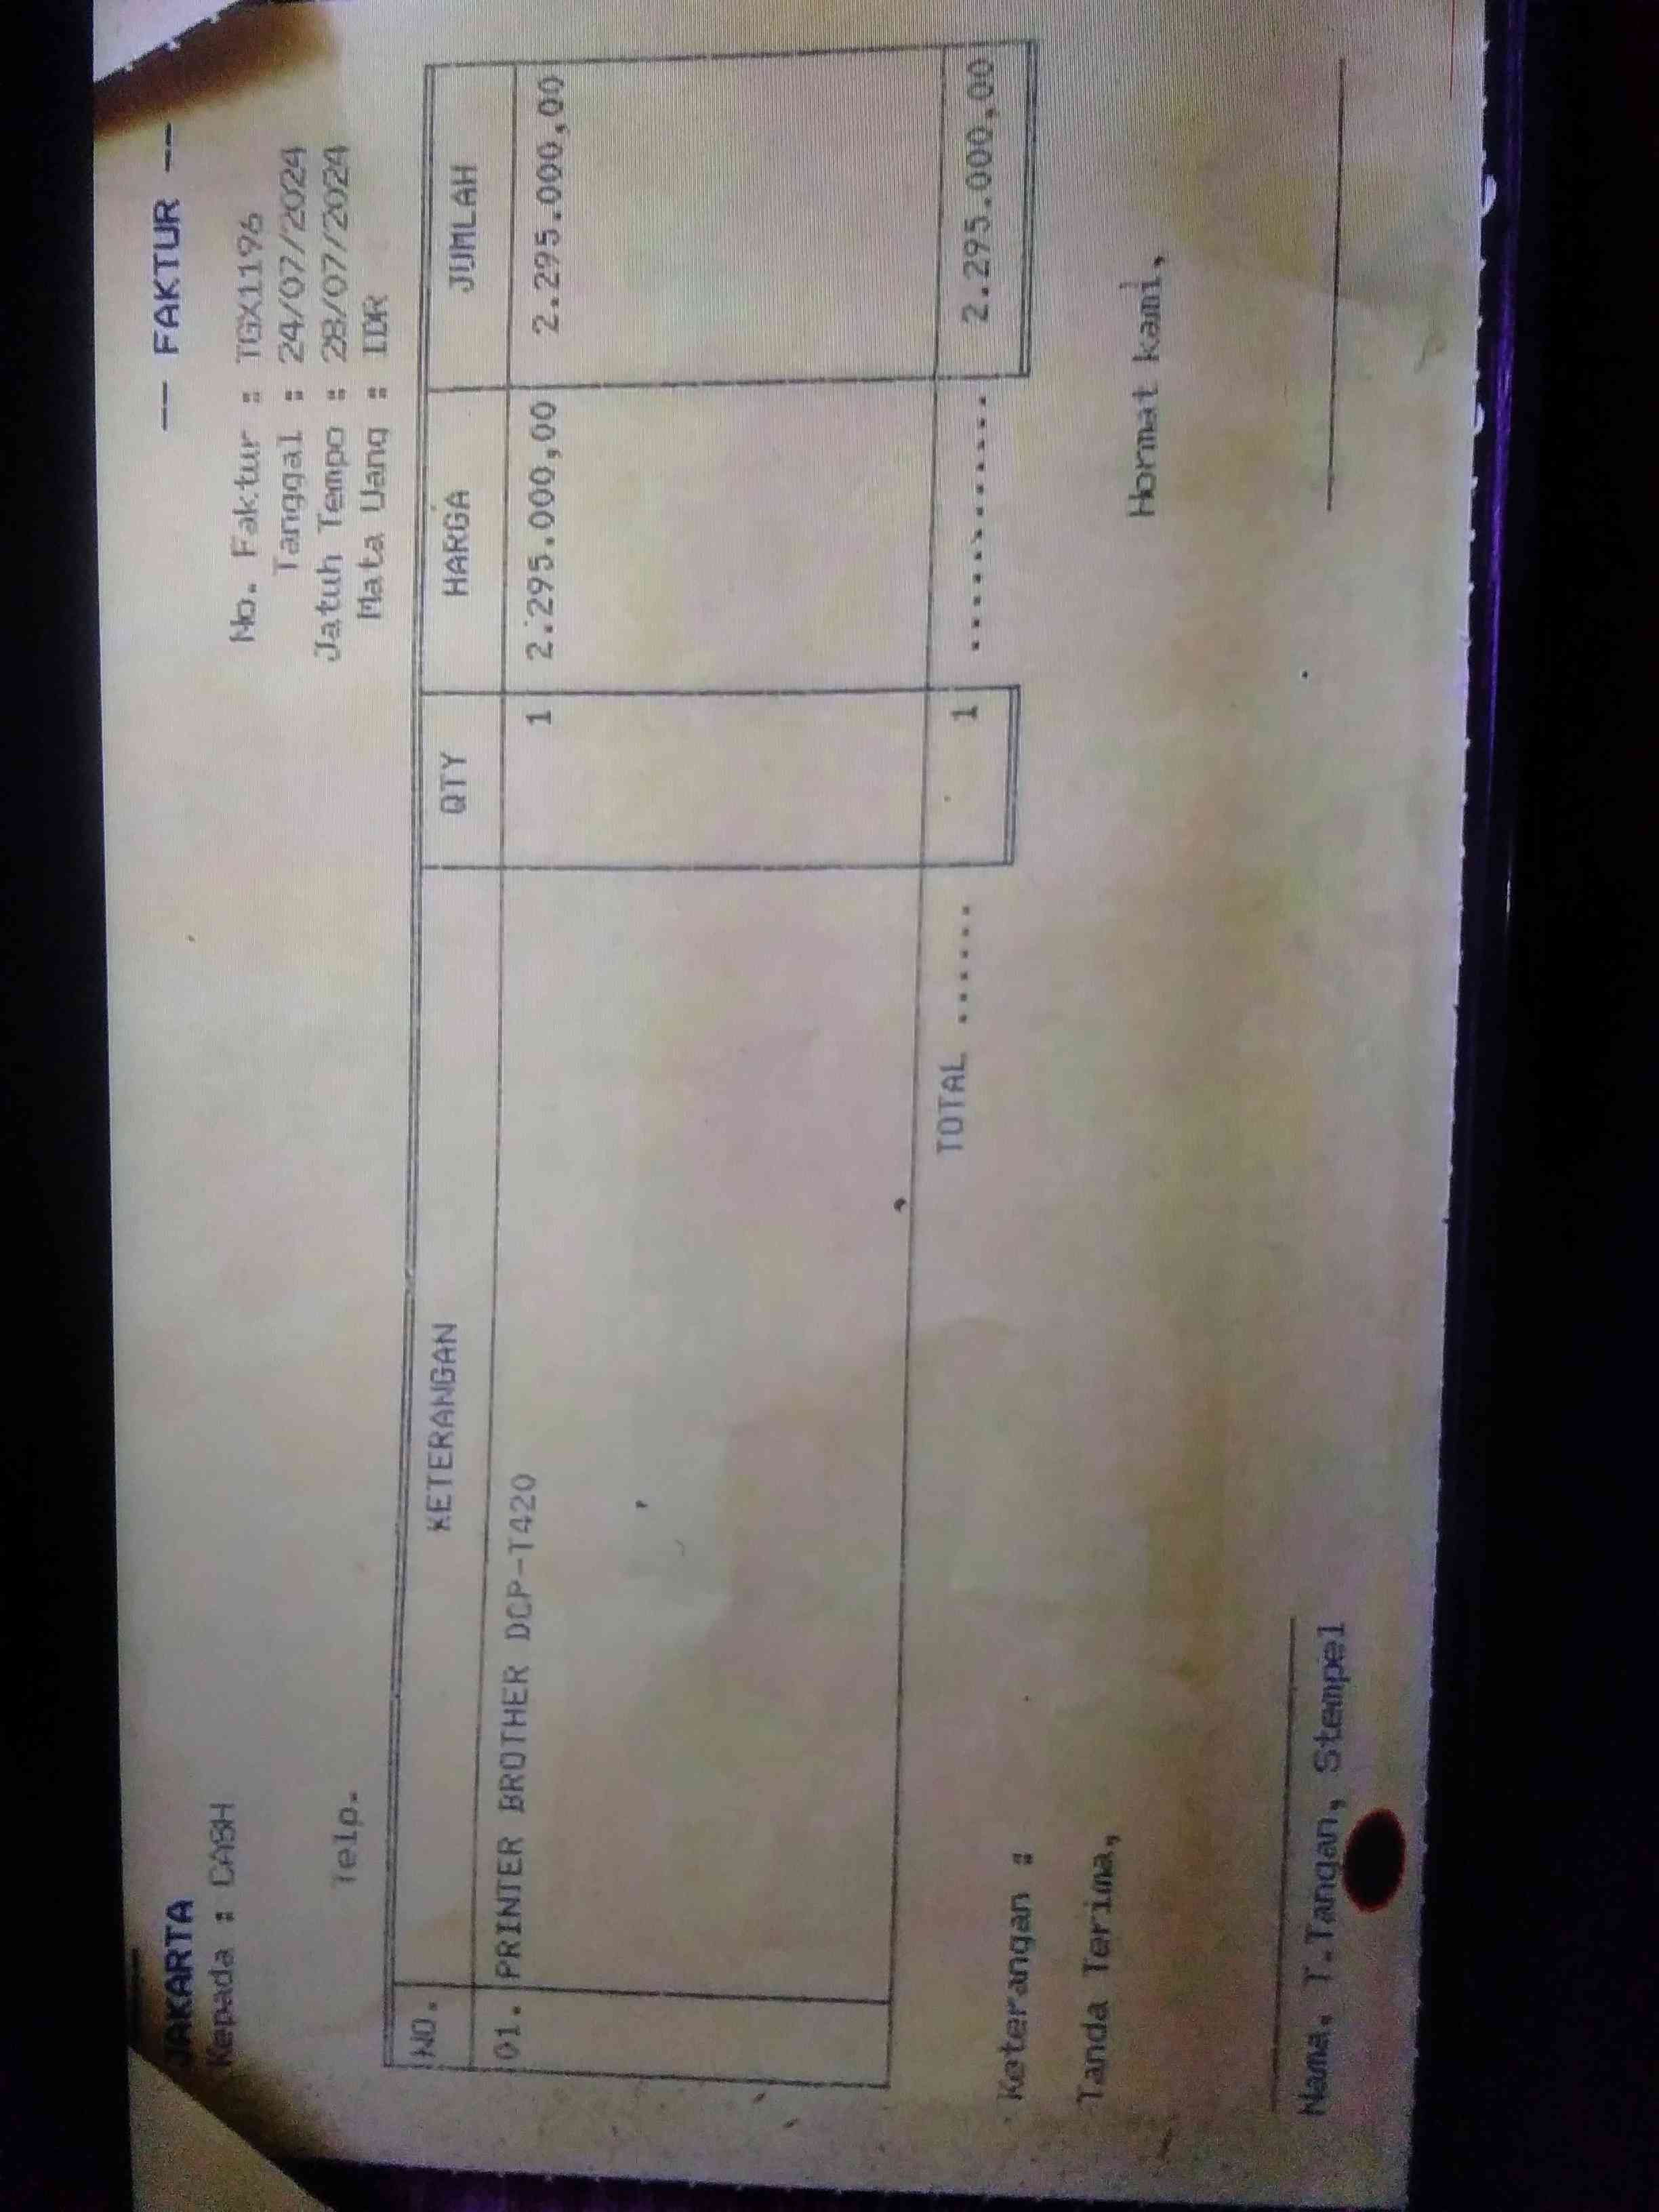 JAKARTA
-- FAKTUR --
Kepada : CASH
No. Faktur : TGX1196
Tanggal : 24/07/2024
Telp.
Jatuh Tempo : 28/07/2024
Mata Uang : IDR
NO. KETERANGAN QTY HARGA JUMLAH
01. PRINTER BROTHER DCP-T420 1 2.295.000,00 2.295.000,00
TOTAL ...... 1 ............ 2.295.000,00
Keterangan :
Tanda Terima,
Hormat kami,
Nama, T.Tangan, Stempel